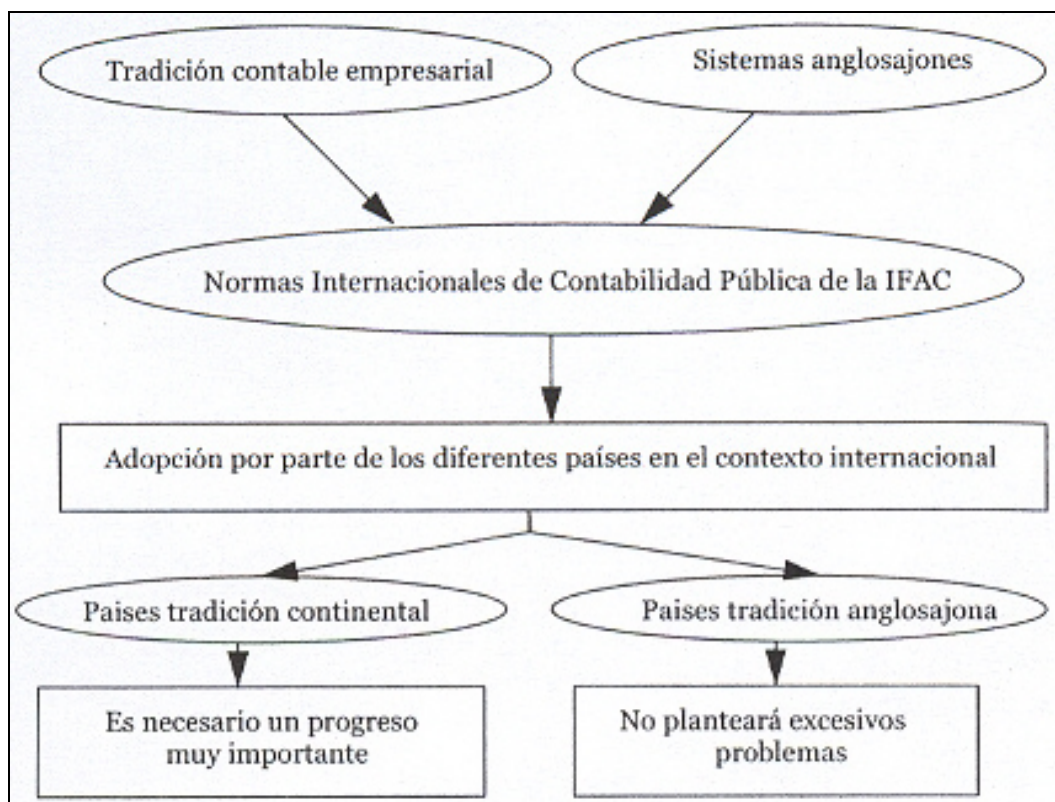 Tradición contable empresarial
Sistemas anglosajones
Normas Internacionales de Contabilidad Pública de la IFAC
Adopción por parte de los diferentes países en el contexto internacional
Paises tradición continental
Paises tradición anglosajona
Es necesario un progreso
muy importante
No planteará excesivos
problemas